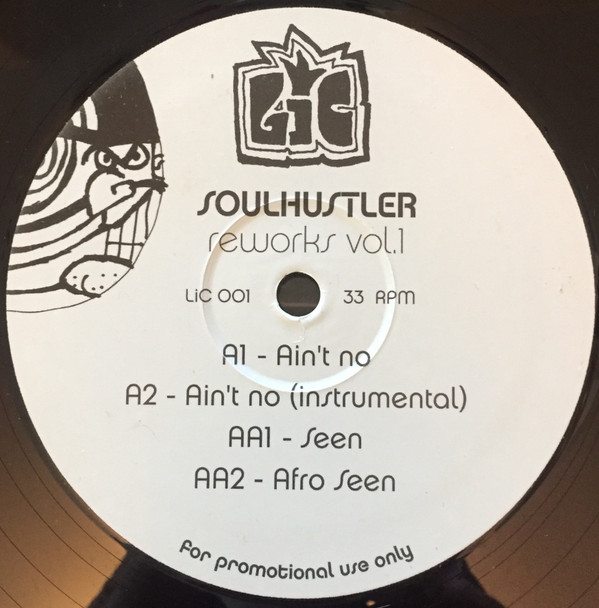 LiC
SOULHUSTLER
reworks vol.1
LiC 001 33 RPM
A1 - Ain't no
A2 - Ain't no (instrumental)
AA1 - Seen
AA2 - Afro Seen
for promotional use only